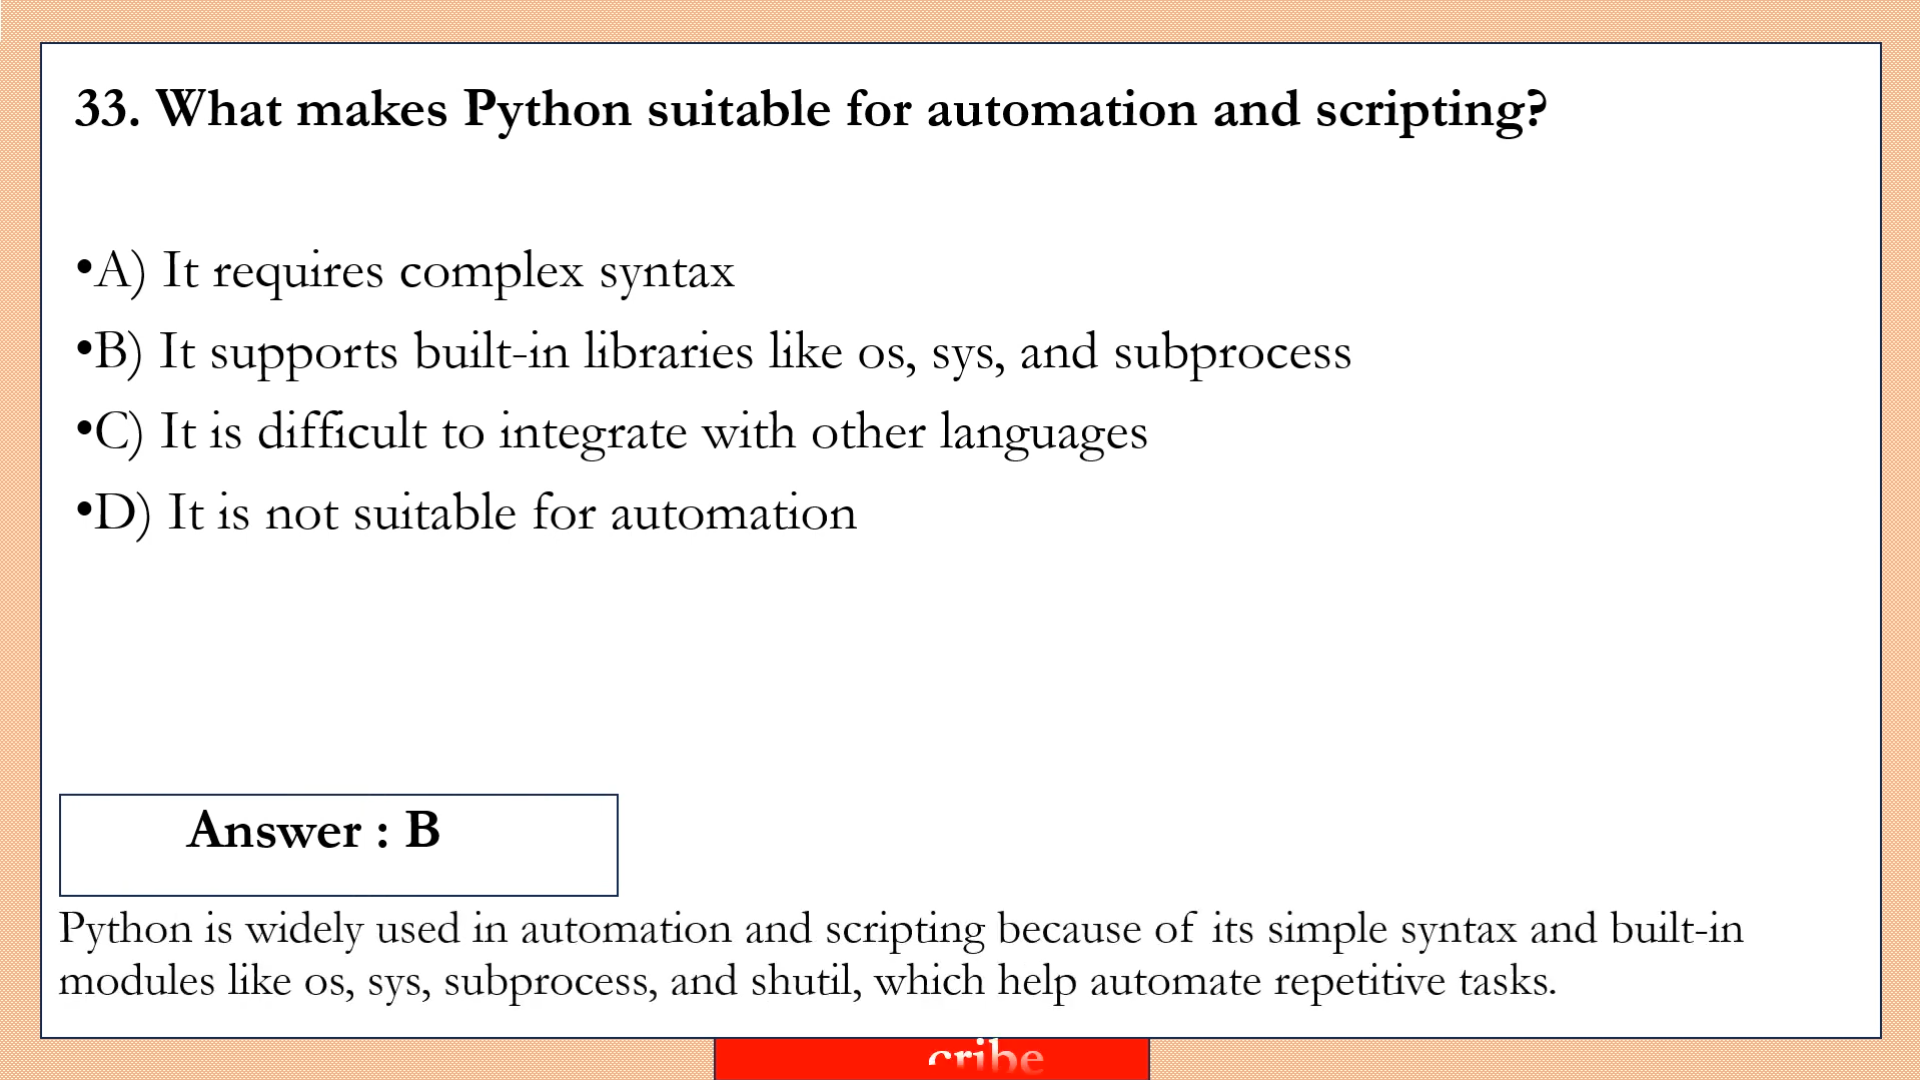 33. What makes Python suitable for automation and scripting?
•A) It requires complex syntax
•B) It supports built-in libraries like os, sys, and subprocess
•C) It is difficult to integrate with other languages
•D) It is not suitable for automation
Answer : B
Python is widely used in automation and scripting because of its simple syntax and built-in
modules like os, sys, subprocess, and shutil, which help automate repetitive tasks.
cribe